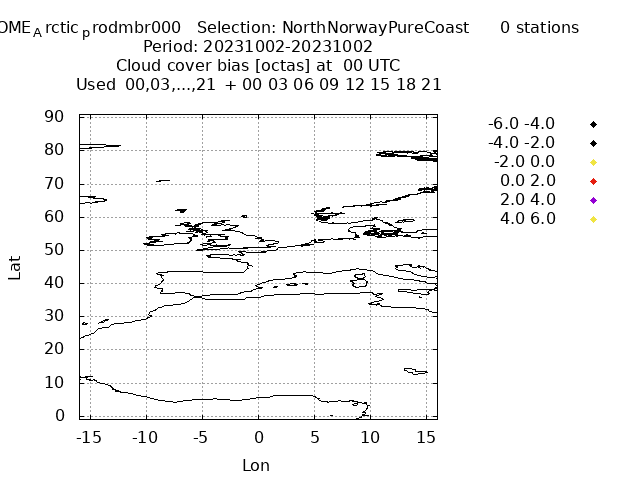 OME A rctic p rodmbr000 Selection: NorthNorwayPureCoast 0 stations
Period: 20231002-20231002
Cloud cover bias [octas] at 00 UTC
Used 00,03,...,21 + 00 03 06 09 12 15 18 21
-6.0 -4.0
-4.0 -2.0
-2.0 0.0
0.0 2.0
2.0 4.0
4.0 6.0
90
80
70
60
50
40
30
20
10
0
Lat
-15 -10 -5 0 5 10 15
Lon